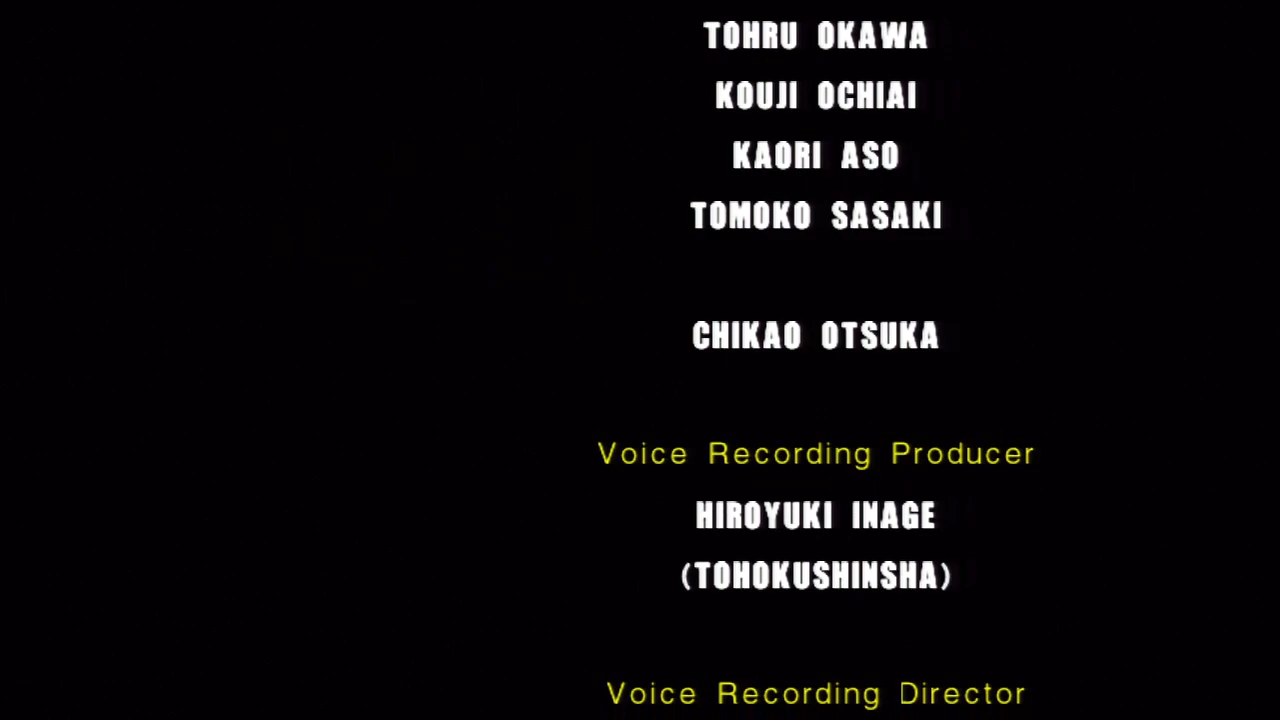 TOHRU OKAWA
KOUJI OCHIAI
KAORI ASO
TOMOKO SASAKI
CHIKAO OTSUKA
Voice Recording Producer
HIROYUKI INAGE
(TOHOKUSHINSHA)
Voice Recording Director